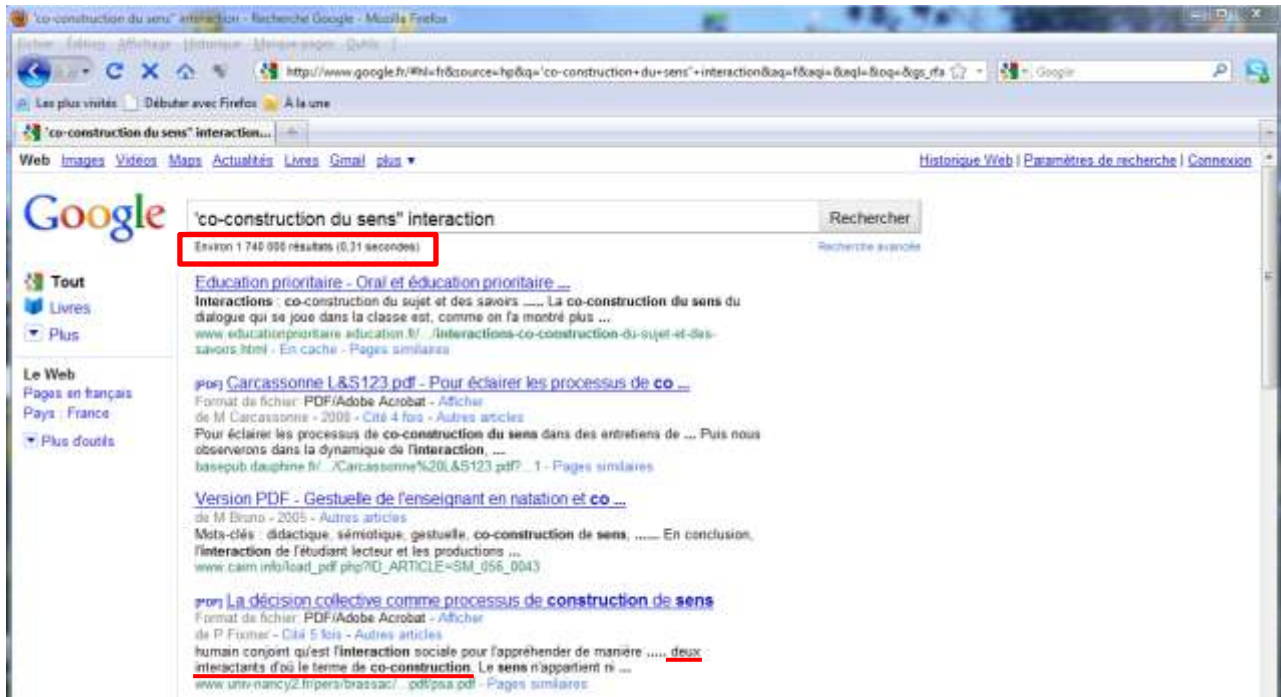 'co-construction du sens" interaction - Recherche Google - Mozilla Firefox
Fichier Édition Affichage Historique Marque-pages Outils ?
http://www.google.fr/#hl=fr&source=hp&q='co-construction+du+sens"+interaction&aq=f&aqi=&aql=&oq=&gs_rfa Google
Les plus visités Débuter avec Firefox À la une
'co-construction du sens" interaction...
Web Images Vidéos Maps Actualités Livres Gmail plus ▼ Historique Web | Paramètres de recherche | Connexion
Google 'co-construction du sens" interaction Rechercher
Environ 1 740 000 résultats (0,31 secondes) Recherche avancée
Tout
Livres
Plus
Le Web
Pages en français
Pays : France
Plus d'outils
Education prioritaire - Oral et éducation prioritaire ...
Interactions : co-construction du sujet et des savoirs ...... La co-construction du sens du
dialogue qui se joue dans la classe est, comme on l'a montré plus ...
www.educationprioritaire.education.fr/.../interactions-co-construction-du-sujet-et-des-
savoirs.html - En cache - Pages similaires
[PDF] Carcassonne L&S123.pdf - Pour éclairer les processus de co ...
Format de fichier: PDF/Adobe Acrobat - Afficher
de M Carcassonne - 2008 - Cité 4 fois - Autres articles
Pour éclairer les processus de co-construction du sens dans des entretiens de ... Puis nous
observerons dans la dynamique de l'interaction, ...
basepub.dauphine.fr/.../Carcassonne%20L&S123.pdf?...1 - Pages similaires
Version PDF - Gestuelle de l'enseignant en natation et co ...
de M Bruno - 2005 - Autres articles
Mots-clés : didactique, sémiotique, gestuelle, co-construction de sens, ...... En conclusion,
l'interaction de l'étudiant lecteur et les productions ...
www.cairn.info/load_pdf.php?ID_ARTICLE=SM_056_0043
[PDF] La décision collective comme processus de construction de sens
Format de fichier: PDF/Adobe Acrobat - Afficher
de P Fixmer - Cité 5 fois - Autres articles
humain conjoint qu'est l'interaction sociale pour l'appréhender de manière ..... deux
interactants d'où le terme de co-construction. Le sens n'appartient ni ...
www.univ-nancy2.fr/pers/brassac/...pdf/psa.pdf - Pages similaires